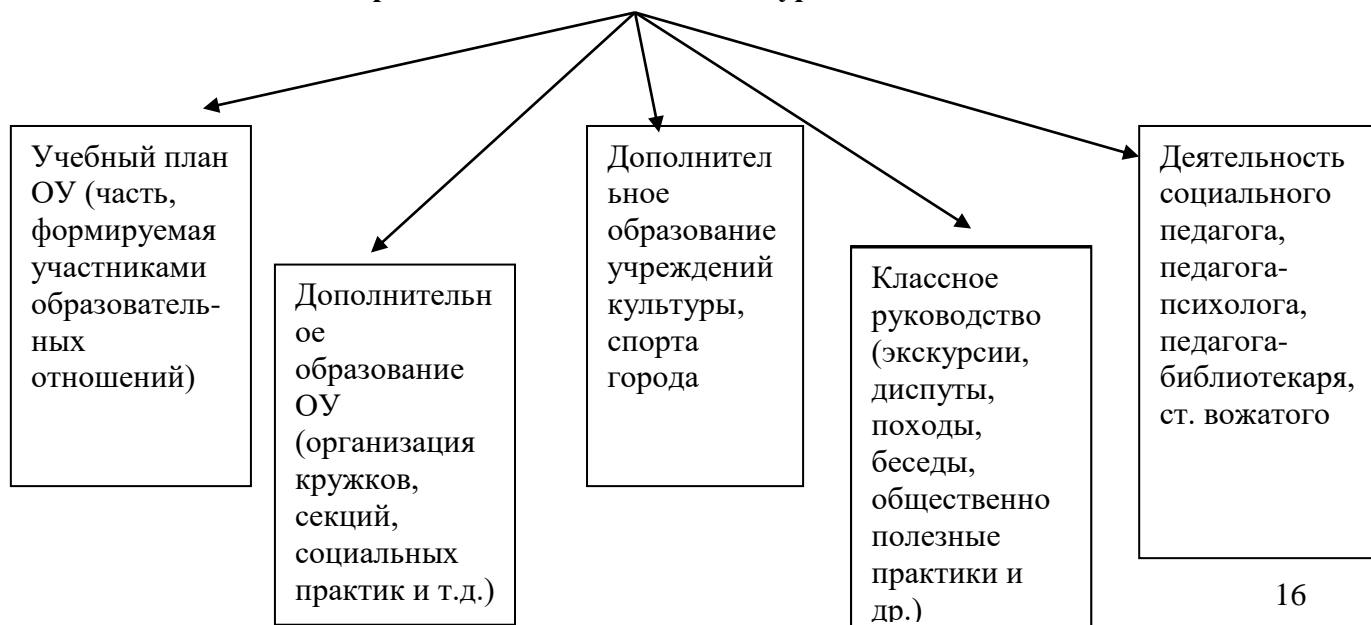 Учебный план
ОУ (часть,
формируемая
участниками
образователь-
ных
отношений)
Дополнительн
ое
образование
ОУ
(организация
кружков,
секций,
социальных
практик и т.д.)
Дополнител
ьное
образование
учреждений
культуры,
спорта
города
Классное
руководство
(экскурсии,
диспуты,
походы,
беседы,
общественно
полезные
практики и
др.)
Деятельность
социального
педагога,
педагога-
психолога,
педагога-
библиотекаря,
ст. вожатого
16